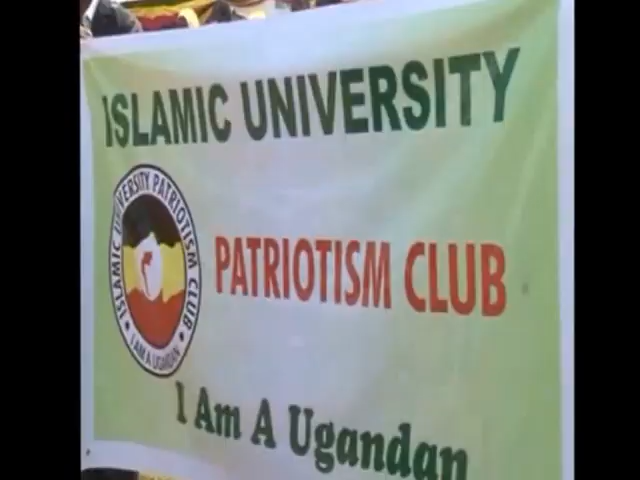 ISLAMIC UNIVERSITY
ISLAMIC UNIVERSITY PATRIOTISM CLUB
I AM A UGANDAN
PATRIOTISM CLUB
I Am A Ugandan